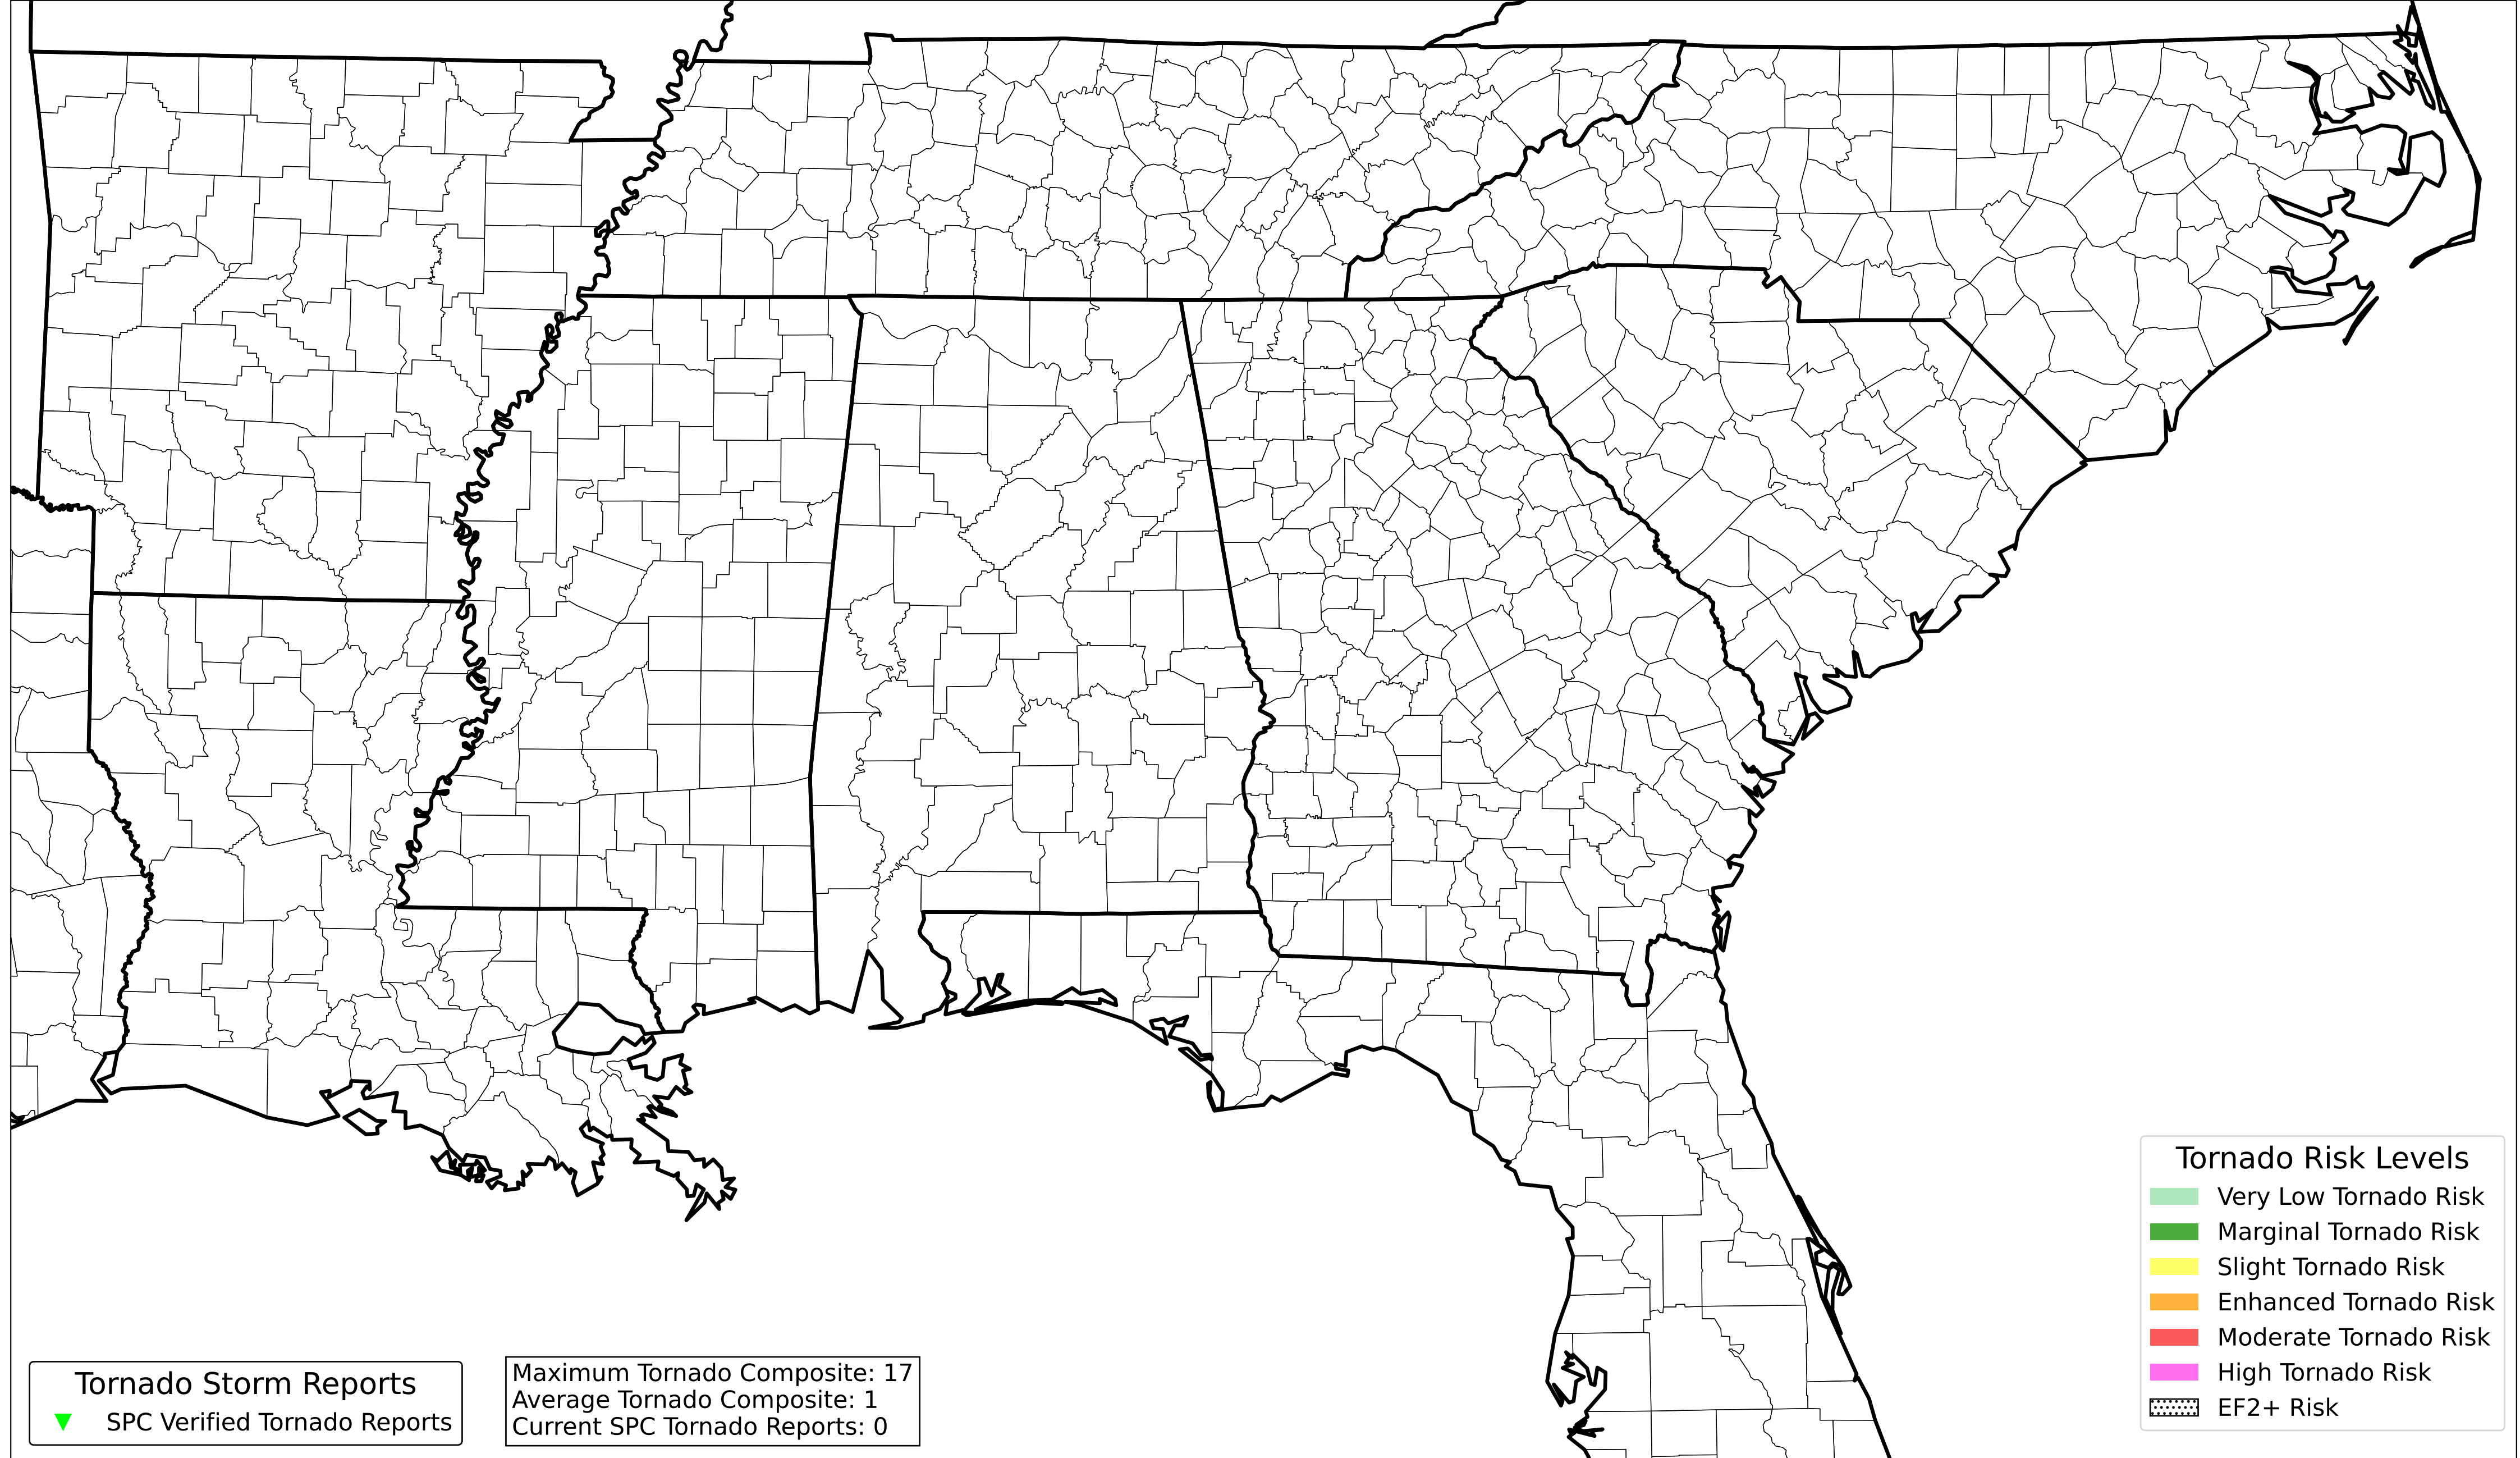 Tornado Risk Levels
Very Low Tornado Risk
Marginal Tornado Risk
Slight Tornado Risk
Enhanced Tornado Risk
Moderate Tornado Risk
High Tornado Risk
EF2+ Risk
Tornado Storm Reports
SPC Verified Tornado Reports
Maximum Tornado Composite: 17
Average Tornado Composite: 1
Current SPC Tornado Reports: 0